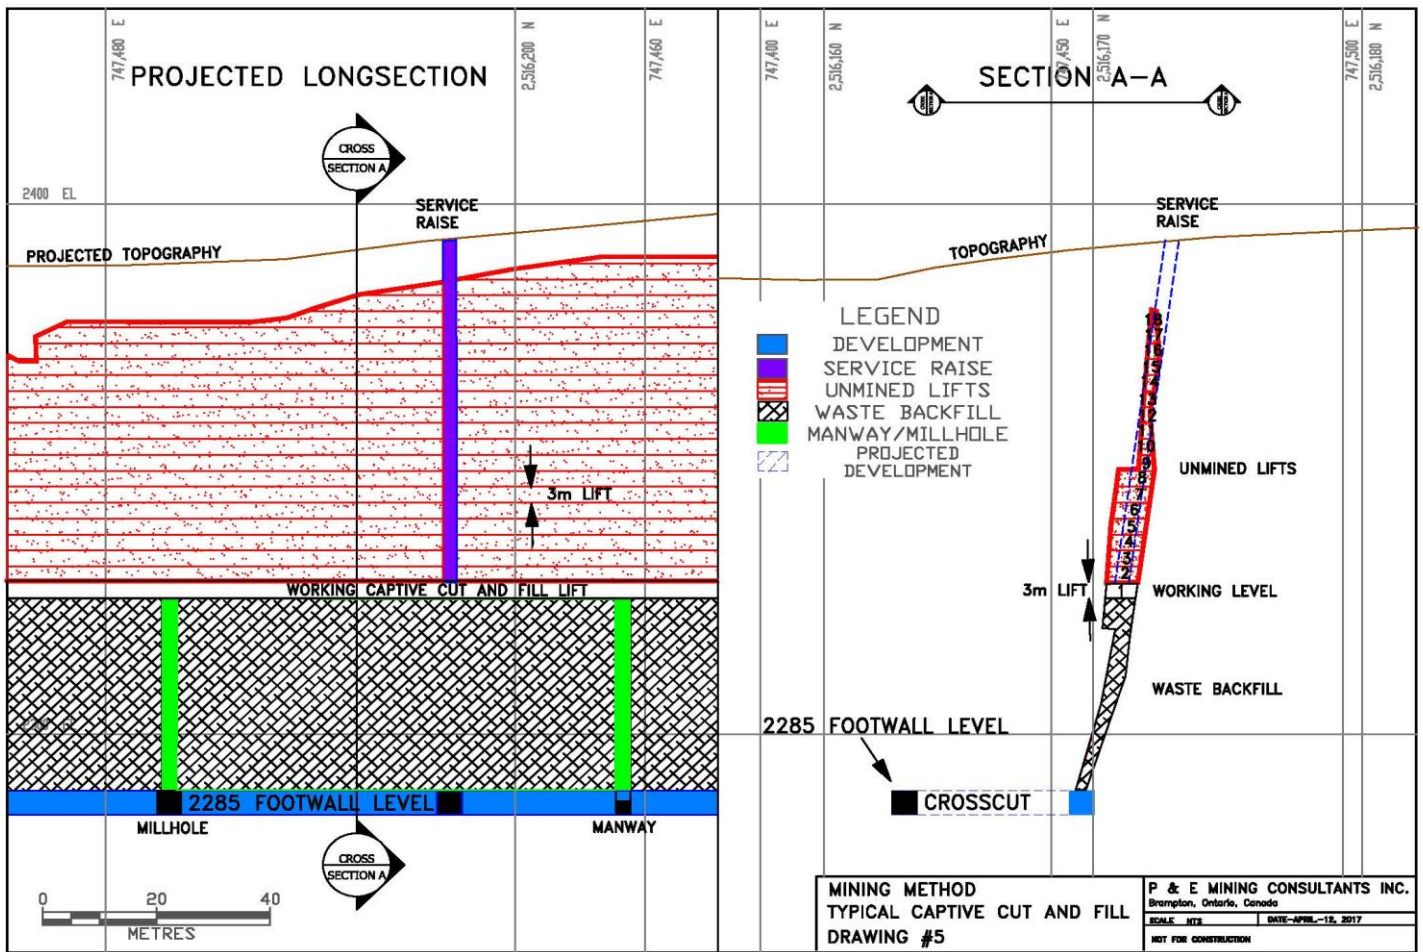 747,480 E
2,516,200 N
747,460 E
PROJECTED LONGSECTION
CROSS
SECTION A
2400 EL
SERVICE
RAISE
PROJECTED TOPOGRAPHY
3m LIFT
WORKING CAPTIVE CUT AND FILL LIFT
2285 FOOTWALL LEVEL
MILLHOLE
MANWAY
CROSS
SECTION A
0 20 40
METRES
747,400 E
2,516,160 N
747,450 E
2,516,170 N
747,500 E
2,516,180 N
SECTION A-A
SERVICE
RAISE
TOPOGRAPHY
LEGEND
DEVELOPMENT
SERVICE RAISE
UNMINED LIFTS
WASTE BACKFILL
MANWAY/MILLHOLE
PROJECTED
DEVELOPMENT
18
10
9
8
7
6
5
4
3
2
1
UNMINED LIFTS
3m LIFT
WORKING LEVEL
WASTE BACKFILL
2285 FOOTWALL LEVEL
CROSSCUT
MINING METHOD
TYPICAL CAPTIVE CUT AND FILL
DRAWING #5
P & E MINING CONSULTANTS INC.
Brampton, Ontario, Canada
SCALE NTS
DATE-APRIL-12, 2017
NOT FOR CONSTRUCTION